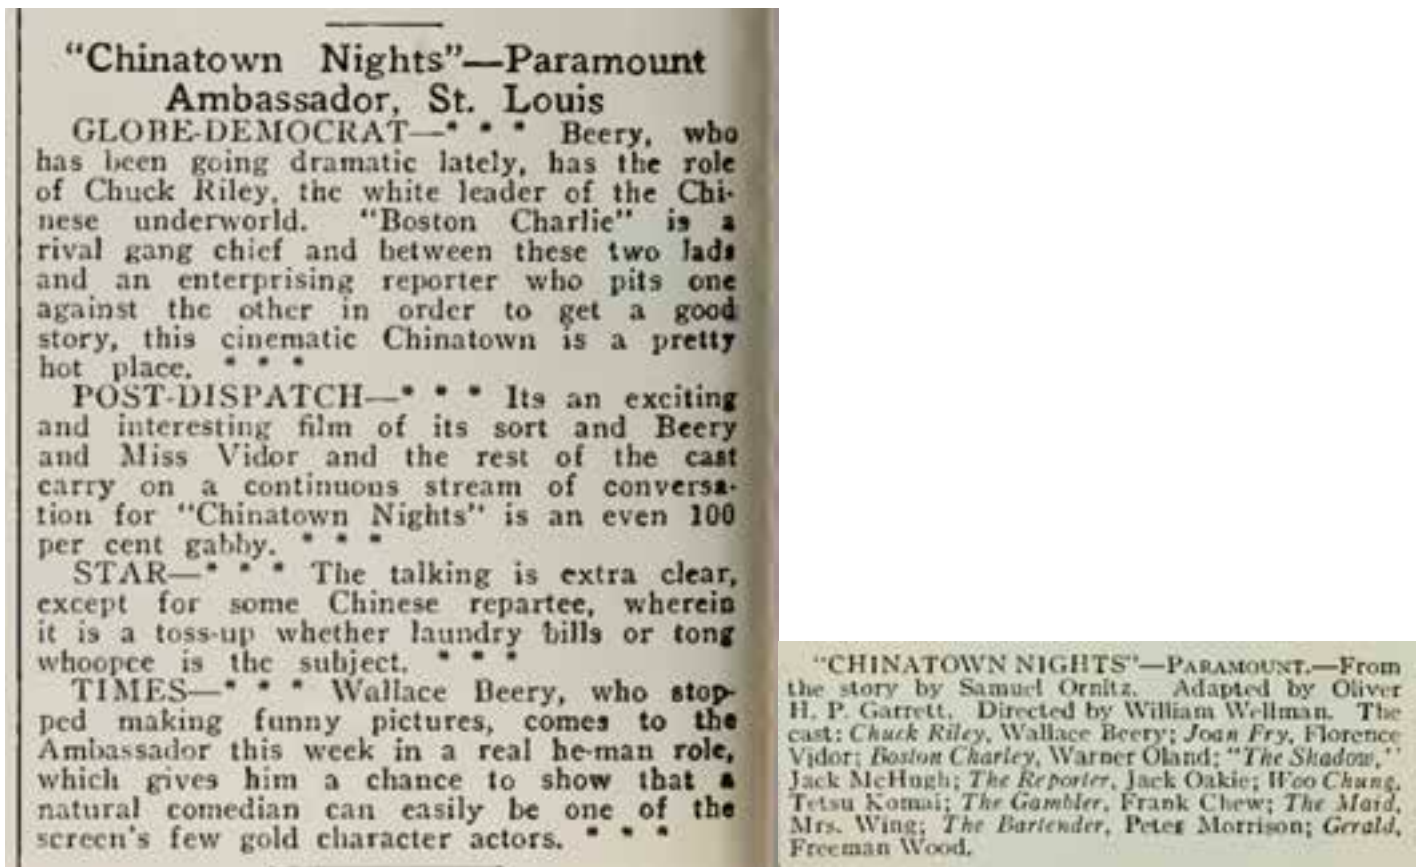 "Chinatown Nights"—Paramount
Ambassador, St. Louis
GLOBE-DEMOCRAT—* * * Beery, who
has been going dramatic lately, has the role
of Chuck Riley, the white leader of the Chi-
nese underworld. "Boston Charlie" is a
rival gang chief and between these two lads
and an enterprising reporter who pits one
against the other in order to get a good
story, this cinematic Chinatown is a pretty
hot place. * * *
POST-DISPATCH—* * * Its an exciting
and interesting film of its sort and Beery
and Miss Vidor and the rest of the cast
carry on a continuous stream of conversa-
tion for "Chinatown Nights" is an even 100
per cent gabby. * * *
STAR—* * * The talking is extra clear,
except for some Chinese repartee, wherein
it is a toss-up whether laundry bills or tong
whoopee is the subject. * * *
TIMES—* * * Wallace Beery, who stop-
ped making funny pictures, comes to the
Ambassador this week in a real he-man role,
which gives him a chance to show that a
natural comedian can easily be one of the
screen's few gold character actors. * * *
"CHINATOWN NIGHTS"—PARAMOUNT.—From
the story by Samuel Ornitz. Adapted by Oliver
H. P. Garrett. Directed by William Wellman. The
cast: Chuck Riley, Wallace Beery; Joan Fry, Florence
Vidor; Boston Charley, Warner Oland; "The Shadow,"
Jack McHugh; The Reporter, Jack Oakie; Woo Chung,
Tetsu Komai; The Gambler, Frank Chew; The Maid,
Mrs. Wing; The Bartender, Peter Morrison; Gerald,
Freeman Wood.